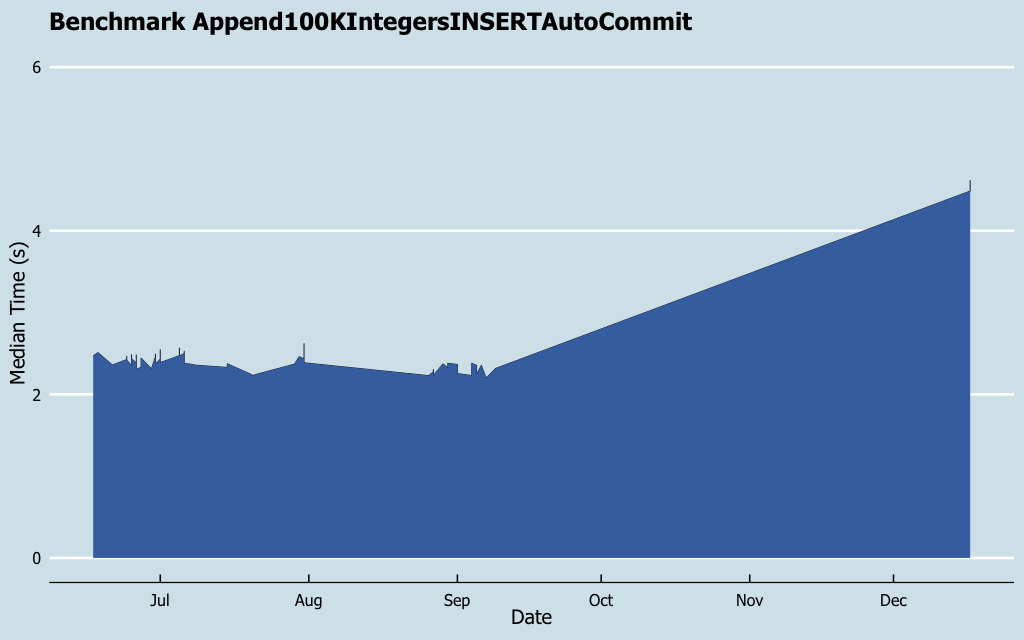 Benchmark Append100KIntegersINSERTAutoCommit
6
4
2
0
Median Time (s)
Jul Aug Sep Oct Nov Dec
Date